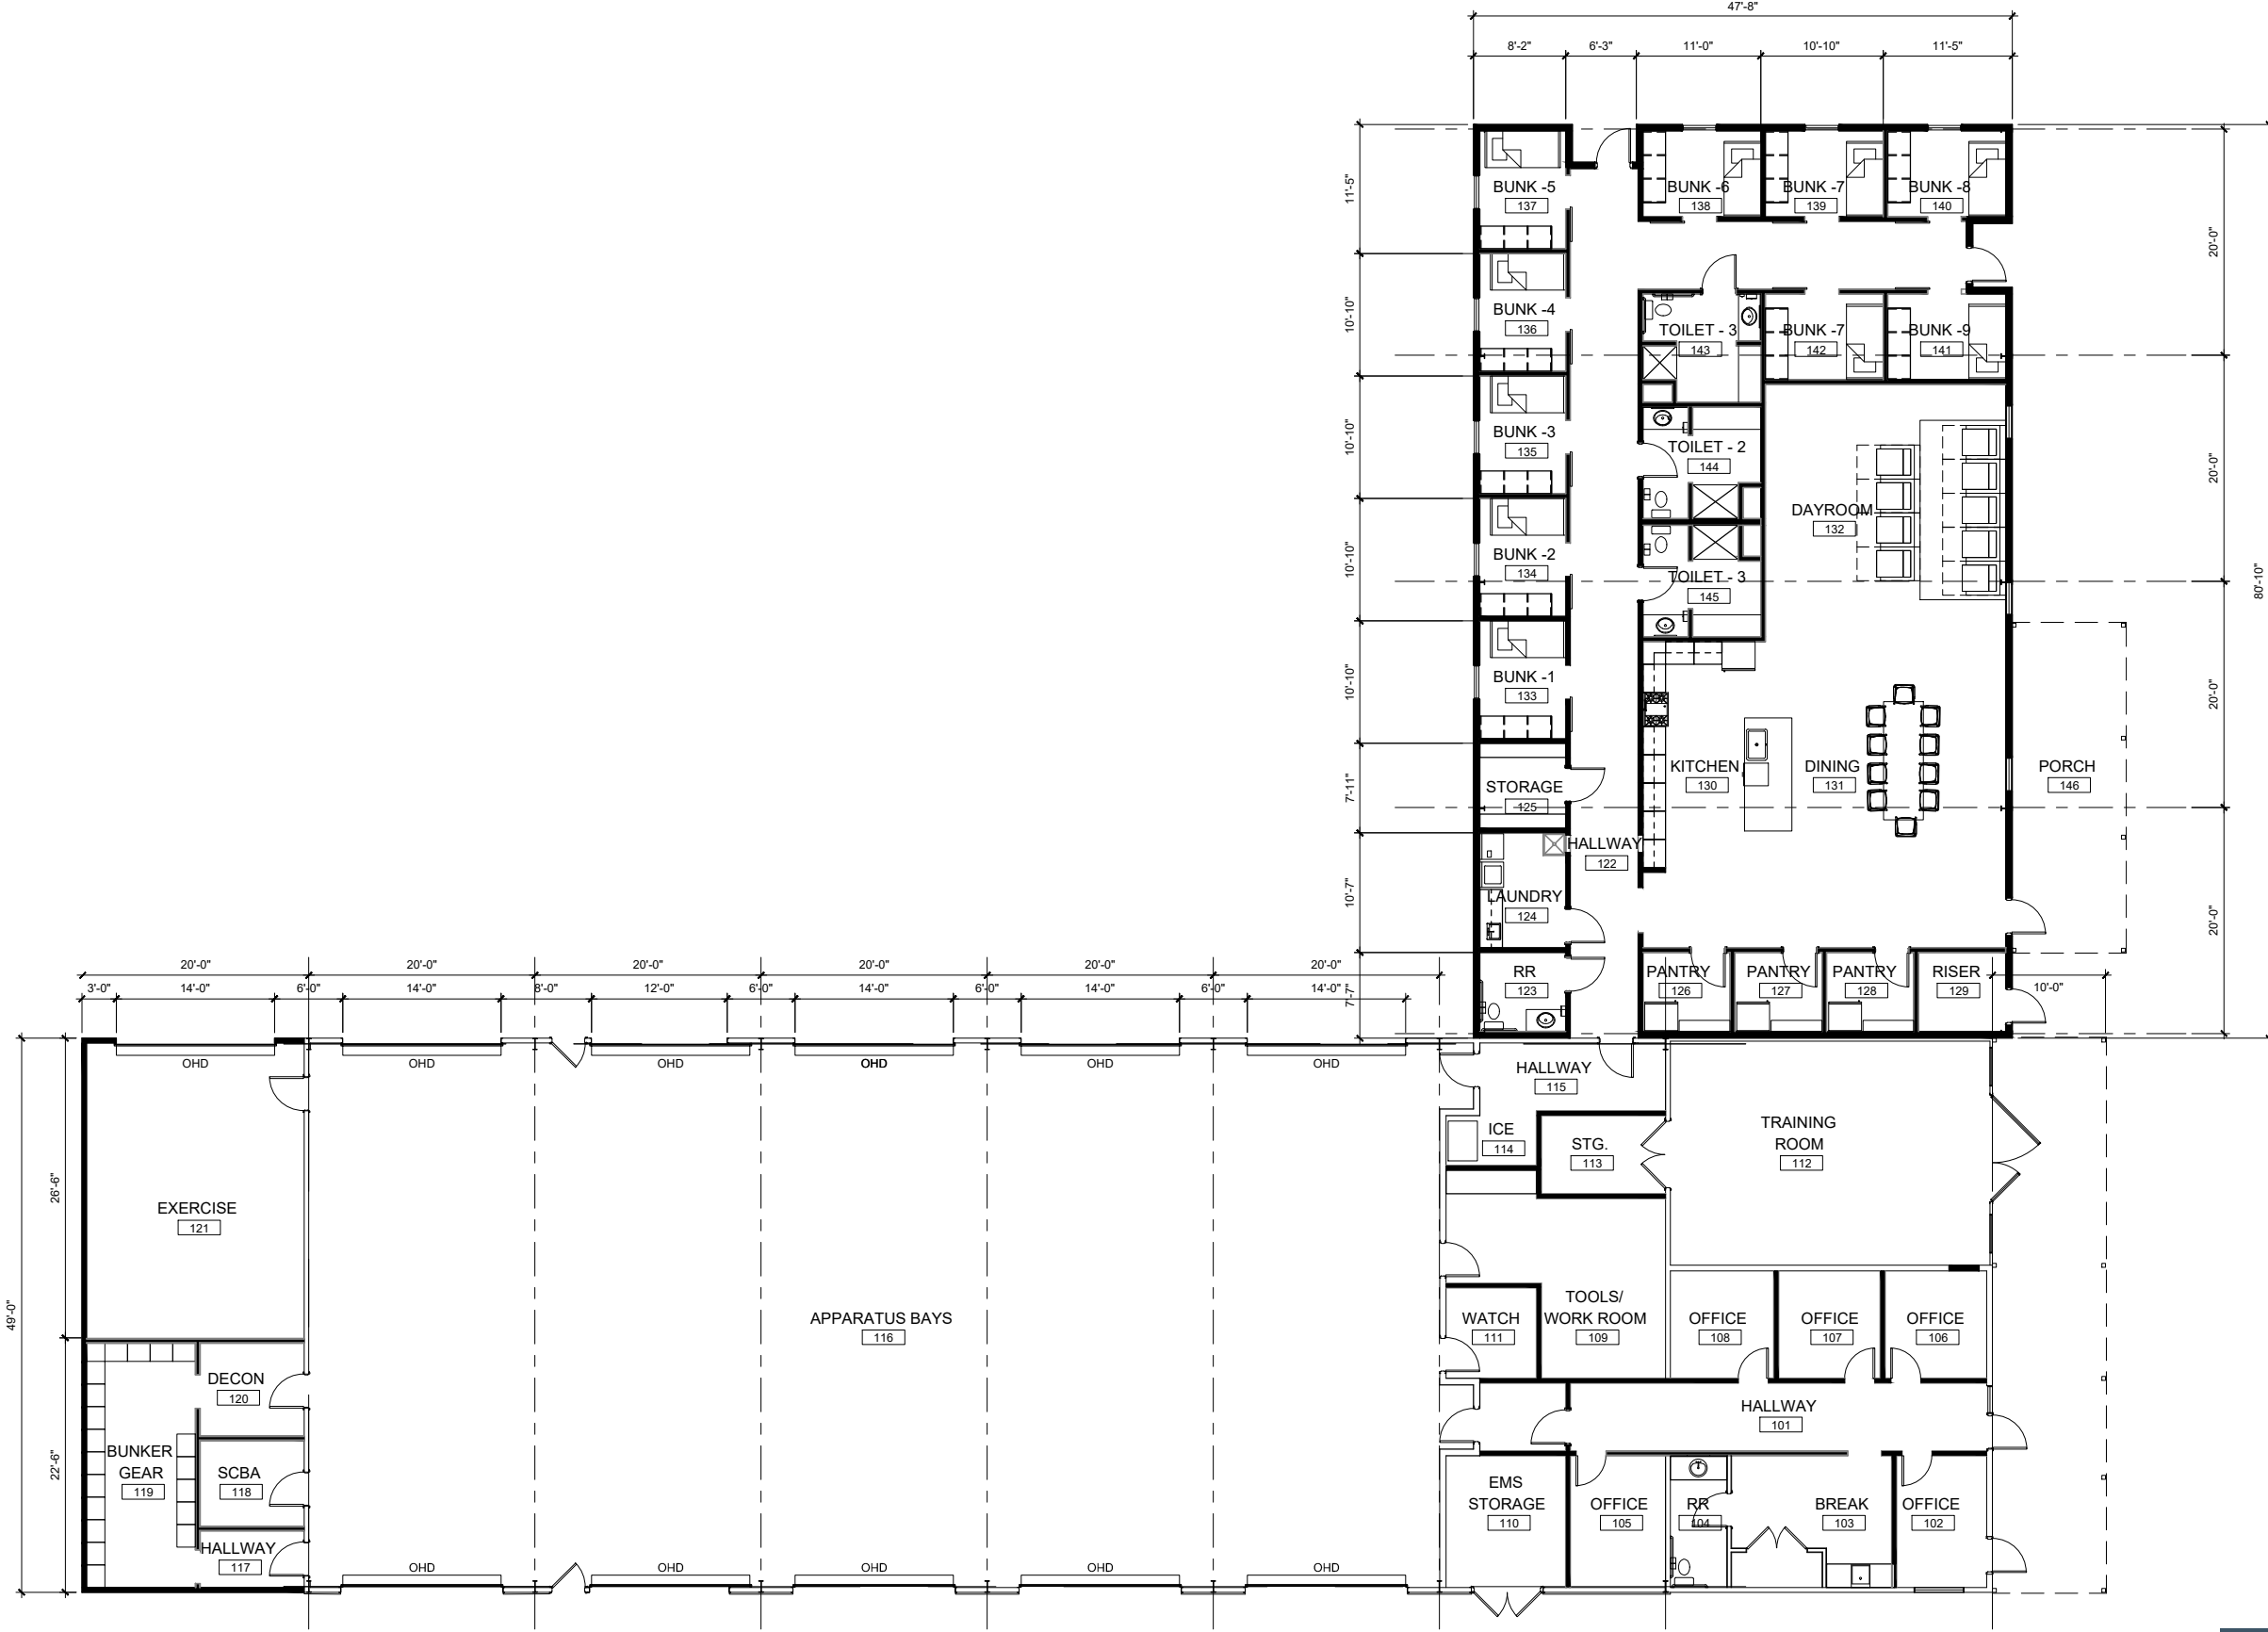 47'-8"
8'-2" 6'-3" 11'-0" 10'-10" 11'-5"
11'-5"
10'-10"
10'-10"
10'-10"
10'-10"
7'-11"
10'-7"
7'-7"
20'-0"
20'-0"
20'-0"
20'-0"
80'-10"
BUNK -5
137
BUNK -6
138
BUNK -7
139
BUNK -8
140
BUNK -4
136
TOILET - 3
143
BUNK -7
142
BUNK -9
141
BUNK -3
135
TOILET - 2
144
DAYROOM
132
BUNK -2
134
TOILET - 3
145
BUNK -1
133
STORAGE
125
KITCHEN
130
DINING
131
PORCH
146
HALLWAY
122
LAUNDRY
124
RR
123
PANTRY
126
PANTRY
127
PANTRY
128
RISER
129
10'-0"
20'-0" 20'-0" 20'-0" 20'-0" 20'-0" 20'-0"
3'-0" 14'-0" 6'-0" 14'-0" 8'-0" 12'-0" 6'-0" 14'-0" 6'-0" 14'-0" 6'-0" 14'-0"
49'-0"
26'-6"
22'-6"
OHD OHD OHD OHD OHD OHD
HALLWAY
115
ICE
114
STG.
113
TRAINING
ROOM
112
EXERCISE
121
APPARATUS BAYS
116
WATCH
111
TOOLS/
WORK ROOM
109
OFFICE
108
OFFICE
107
OFFICE
106
DECON
120
HALLWAY
101
BUNKER
GEAR
119
SCBA
118
HALLWAY
117
EMS
STORAGE
110
OFFICE
105
RR
104
BREAK
103
OFFICE
102
OHD OHD OHD OHD OHD